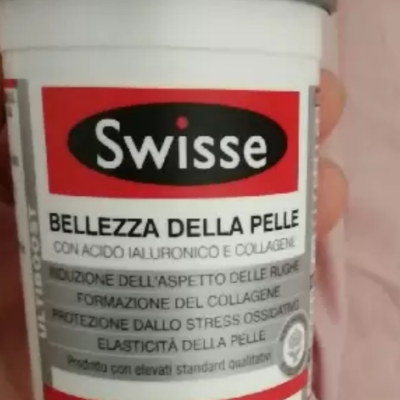 Swisse
BELLEZZA DELLA PELLE
CON ACIDO IALURONICO E COLLAGENE
RIDUZIONE DELL'ASPETTO DELLE RUGHE
FORMAZIONE DEL COLLAGENE
PROTEZIONE DALLO STRESS OSSIDATIVO
ELASTICITÀ DELLA PELLE
Prodotto con elevati standard qualitativi
ULTIBOOST